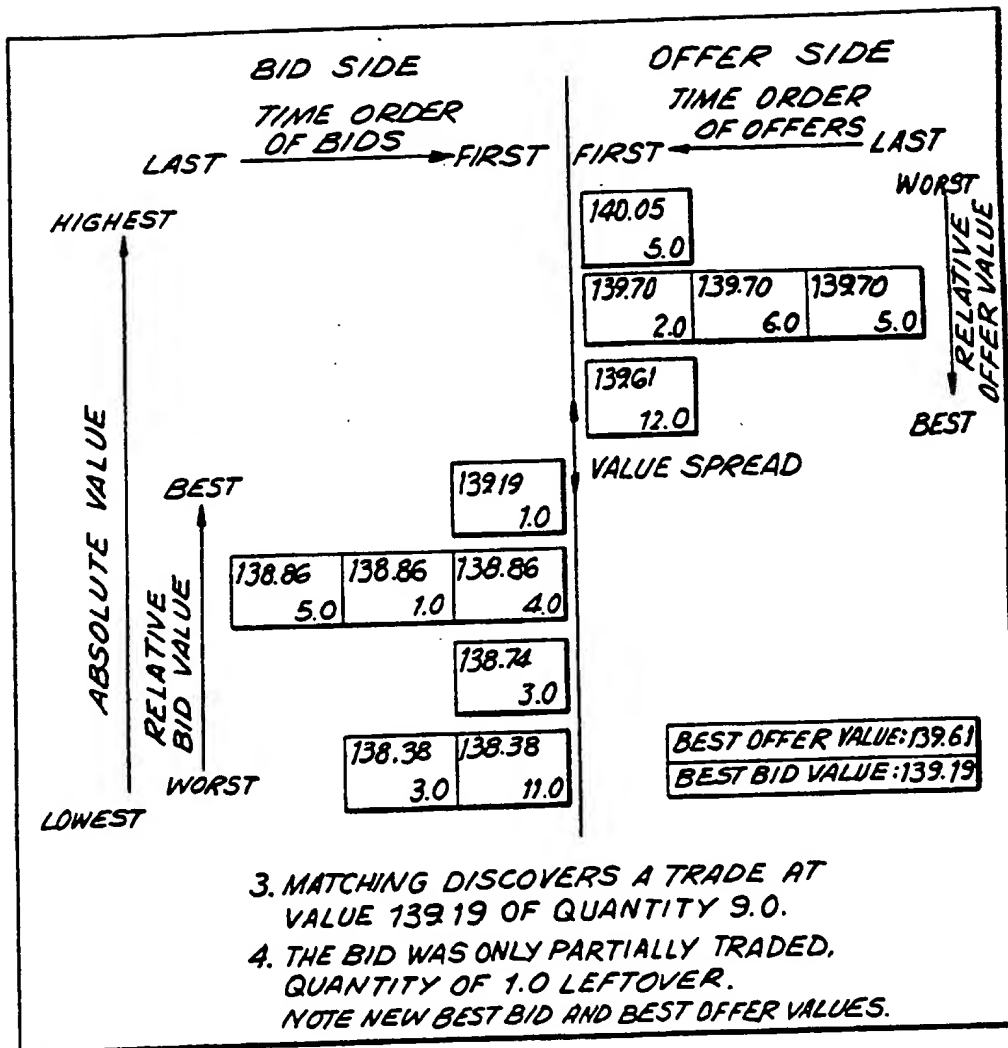 BID SIDE
OFFER SIDE
TIME ORDER
OF BIDS
TIME ORDER
OF OFFERS
LAST
FIRST
FIRST
LAST
HIGHEST
WORST
140.05
5.0
139.70 139.70 139.70
2.0 6.0 5.0
RELATIVE
OFFER VALUE
139.61
12.0
BEST
VALUE SPREAD
ABSOLUTE VALUE
BEST
139.19
1.0
RELATIVE
BID VALUE
138.86 138.86 138.86
5.0 1.0 4.0
138.74
3.0
138.38 138.38
3.0 11.0
WORST
LOWEST
BEST OFFER VALUE:139.61
BEST BID VALUE:139.19
3. MATCHING DISCOVERS A TRADE AT
VALUE 139.19 OF QUANTITY 9.0.
4. THE BID WAS ONLY PARTIALLY TRADED,
QUANTITY OF 1.0 LEFTOVER.
NOTE NEW BEST BID AND BEST OFFER VALUES.